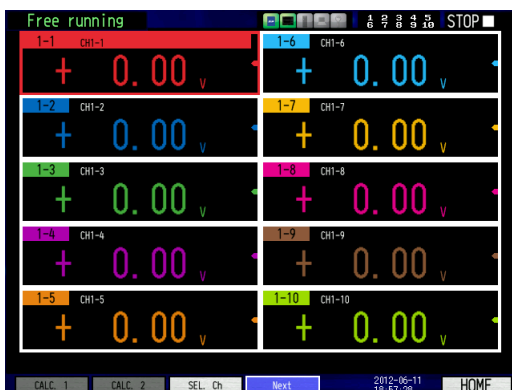 Free running 1 2 3 4 5 STOP
6 7 8 9 10
1-1 CH1-1
+ 0.00 V
1-2 CH1-2
+ 0.00 V
1-3 CH1-3
+ 0.00 V
1-4 CH1-4
+ 0.00 V
1-5 CH1-5
+ 0.00 V
1-6 CH1-6
+ 0.00 V
1-7 CH1-7
+ 0.00 V
1-8 CH1-8
+ 0.00 V
1-9 CH1-9
+ 0.00 V
1-10 CH1-10
+ 0.00 V
CALC. 1 CALC. 2 SEL. Ch Next 2012-06-11 HOME
18:57:28